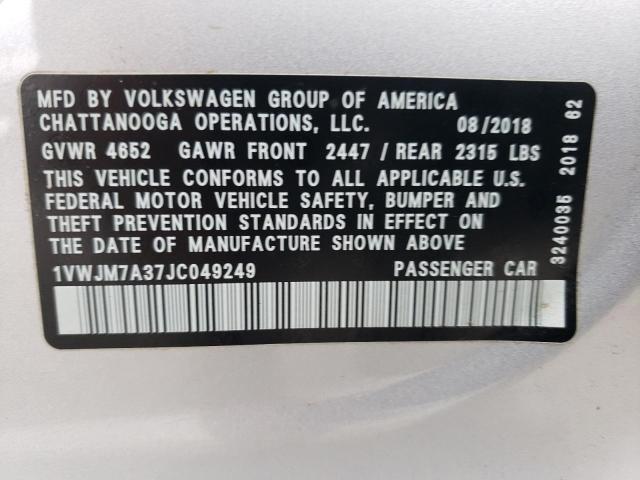 MFD BY VOLKSWAGEN GROUP OF AMERICA
CHATTANOOGA OPERATIONS, LLC. 08/2018
GVWR 4652 GAWR FRONT 2447 / REAR 2315 LBS
THIS VEHICLE CONFORMS TO ALL APPLICABLE U.S.
FEDERAL MOTOR VEHICLE SAFETY, BUMPER AND
THEFT PREVENTION STANDARDS IN EFFECT ON
THE DATE OF MANUFACTURE SHOWN ABOVE
1VWJM7A37JC049249 PASSENGER CAR
3240035 2018 62